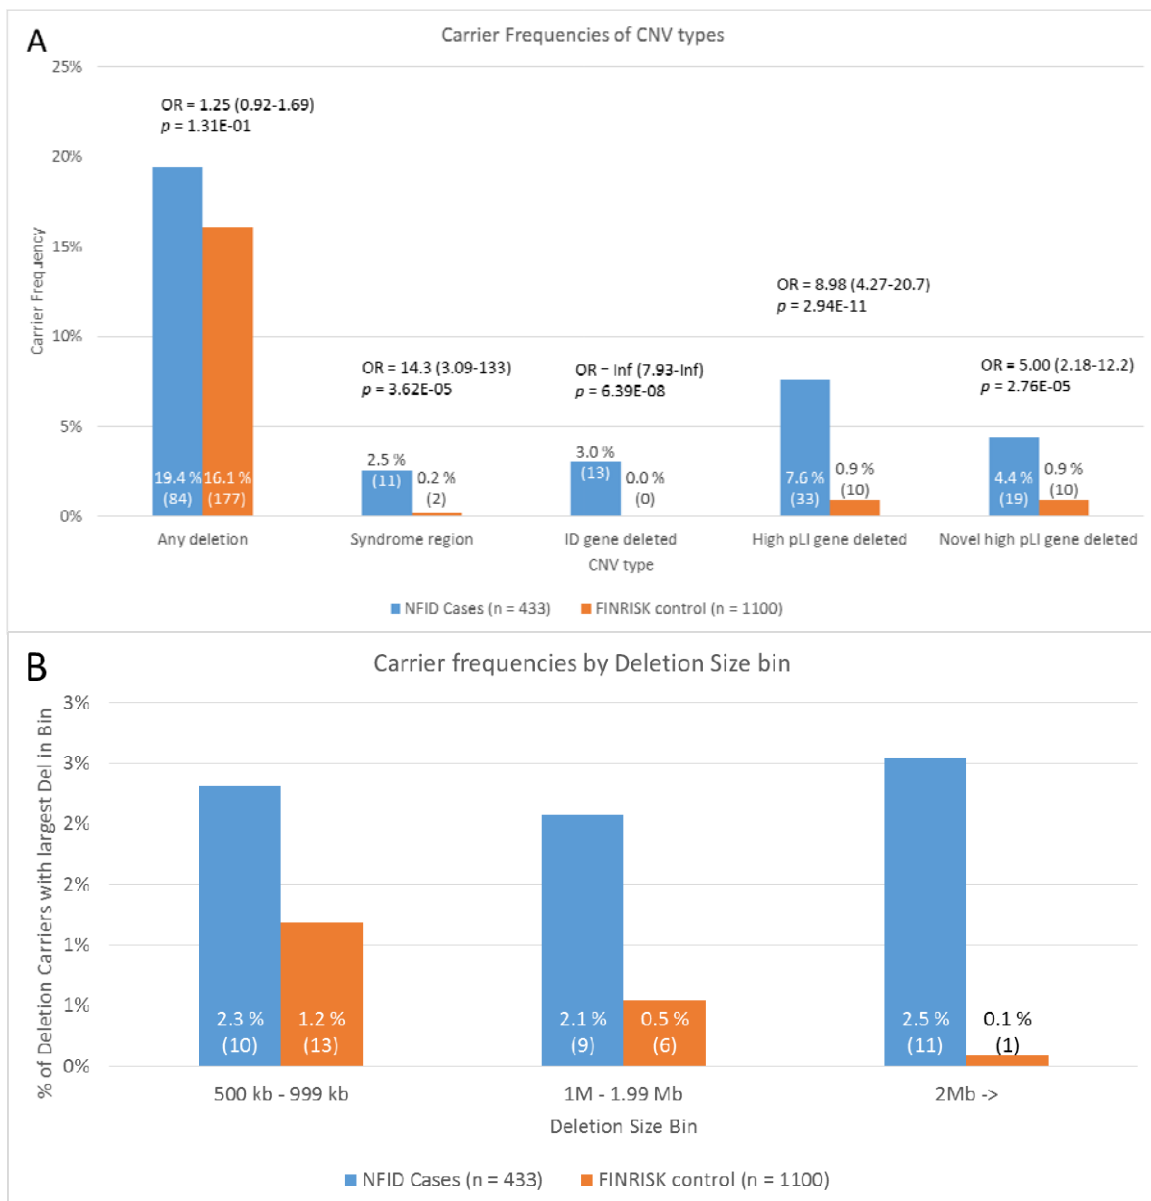 A
Carrier Frequencies of CNV types
25%
20%
15%
10%
5%
0%
Carrier Frequency
OR = 1.25 (0.92-1.69)
p = 1.31E-01
OR = 14.3 (3.09-133)
p = 3.62E-05
OR = Inf (7.93-Inf)
p = 6.39E-08
OR = 8.98 (4.27-20.7)
p = 2.94E-11
OR = 5.00 (2.18-12.2)
p = 2.76E-05
19.4 %
(84)
16.1 %
(177)
2.5 %
(11)
0.2 %
(2)
3.0 %
(13)
0.0 %
(0)
7.6 %
(33)
0.9 %
(10)
4.4 %
(19)
0.9 %
(10)
Any deletion
Syndrome region
ID gene deleted
High pLI gene deleted
Novel high pLI gene deleted
CNV type
NFID Cases (n = 433)
FINRISK control (n = 1100)
B
Carrier frequencies by Deletion Size bin
% of Deletion Carriers with largest Del in Bin
3%
3%
2%
2%
1%
1%
0%
2.3 %
(10)
1.2 %
(13)
2.1 %
(9)
0.5 %
(6)
2.5 %
(11)
0.1 %
(1)
500 kb - 999 kb
1M - 1.99 Mb
2Mb ->
Deletion Size Bin
NFID Cases (n = 433)
FINRISK control (n = 1100)